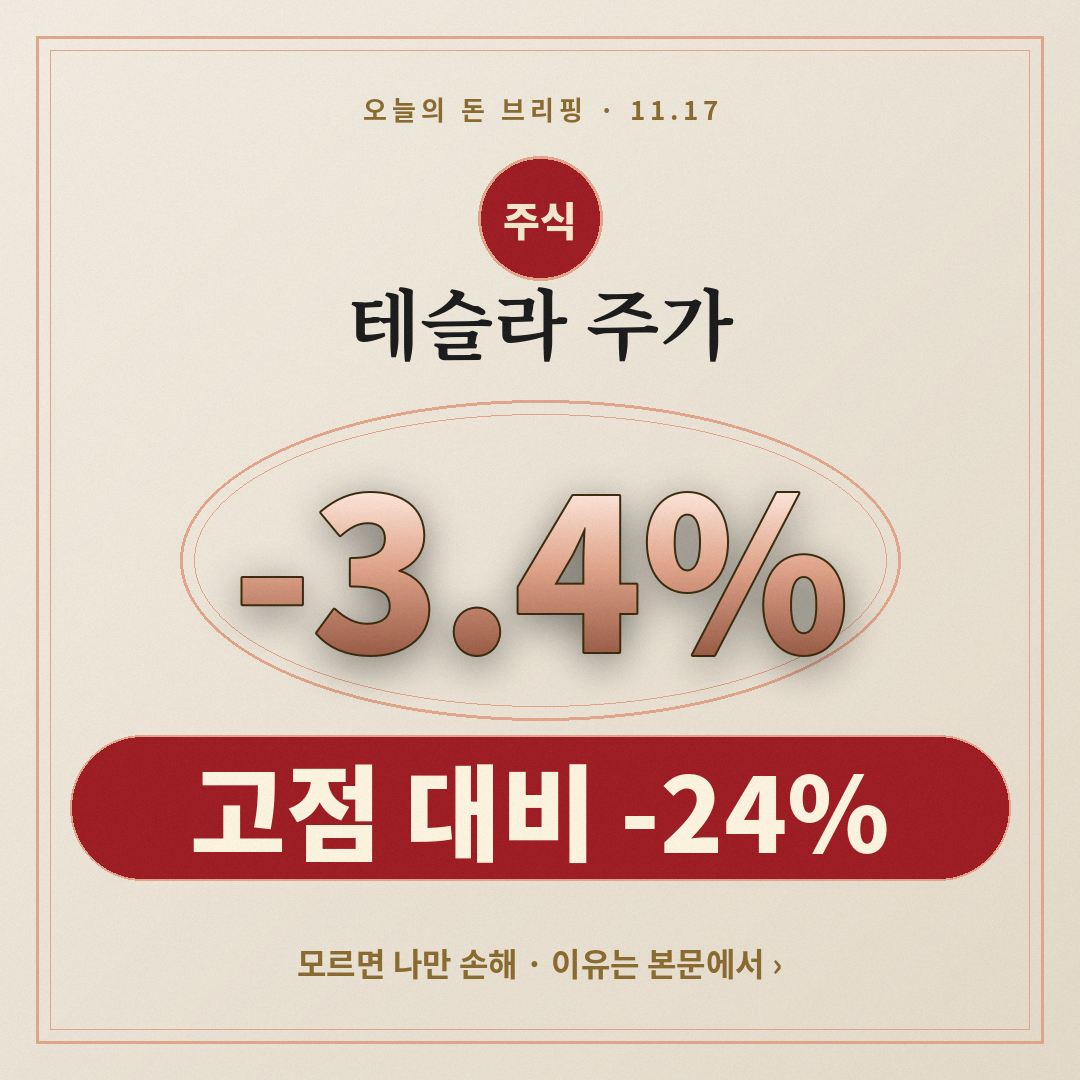 오늘의 돈 브리핑 · 11.17
주식
테슬라 주가
-3.4%
고점 대비 -24%
모르면 나만 손해 · 이유는 본문에서 ›